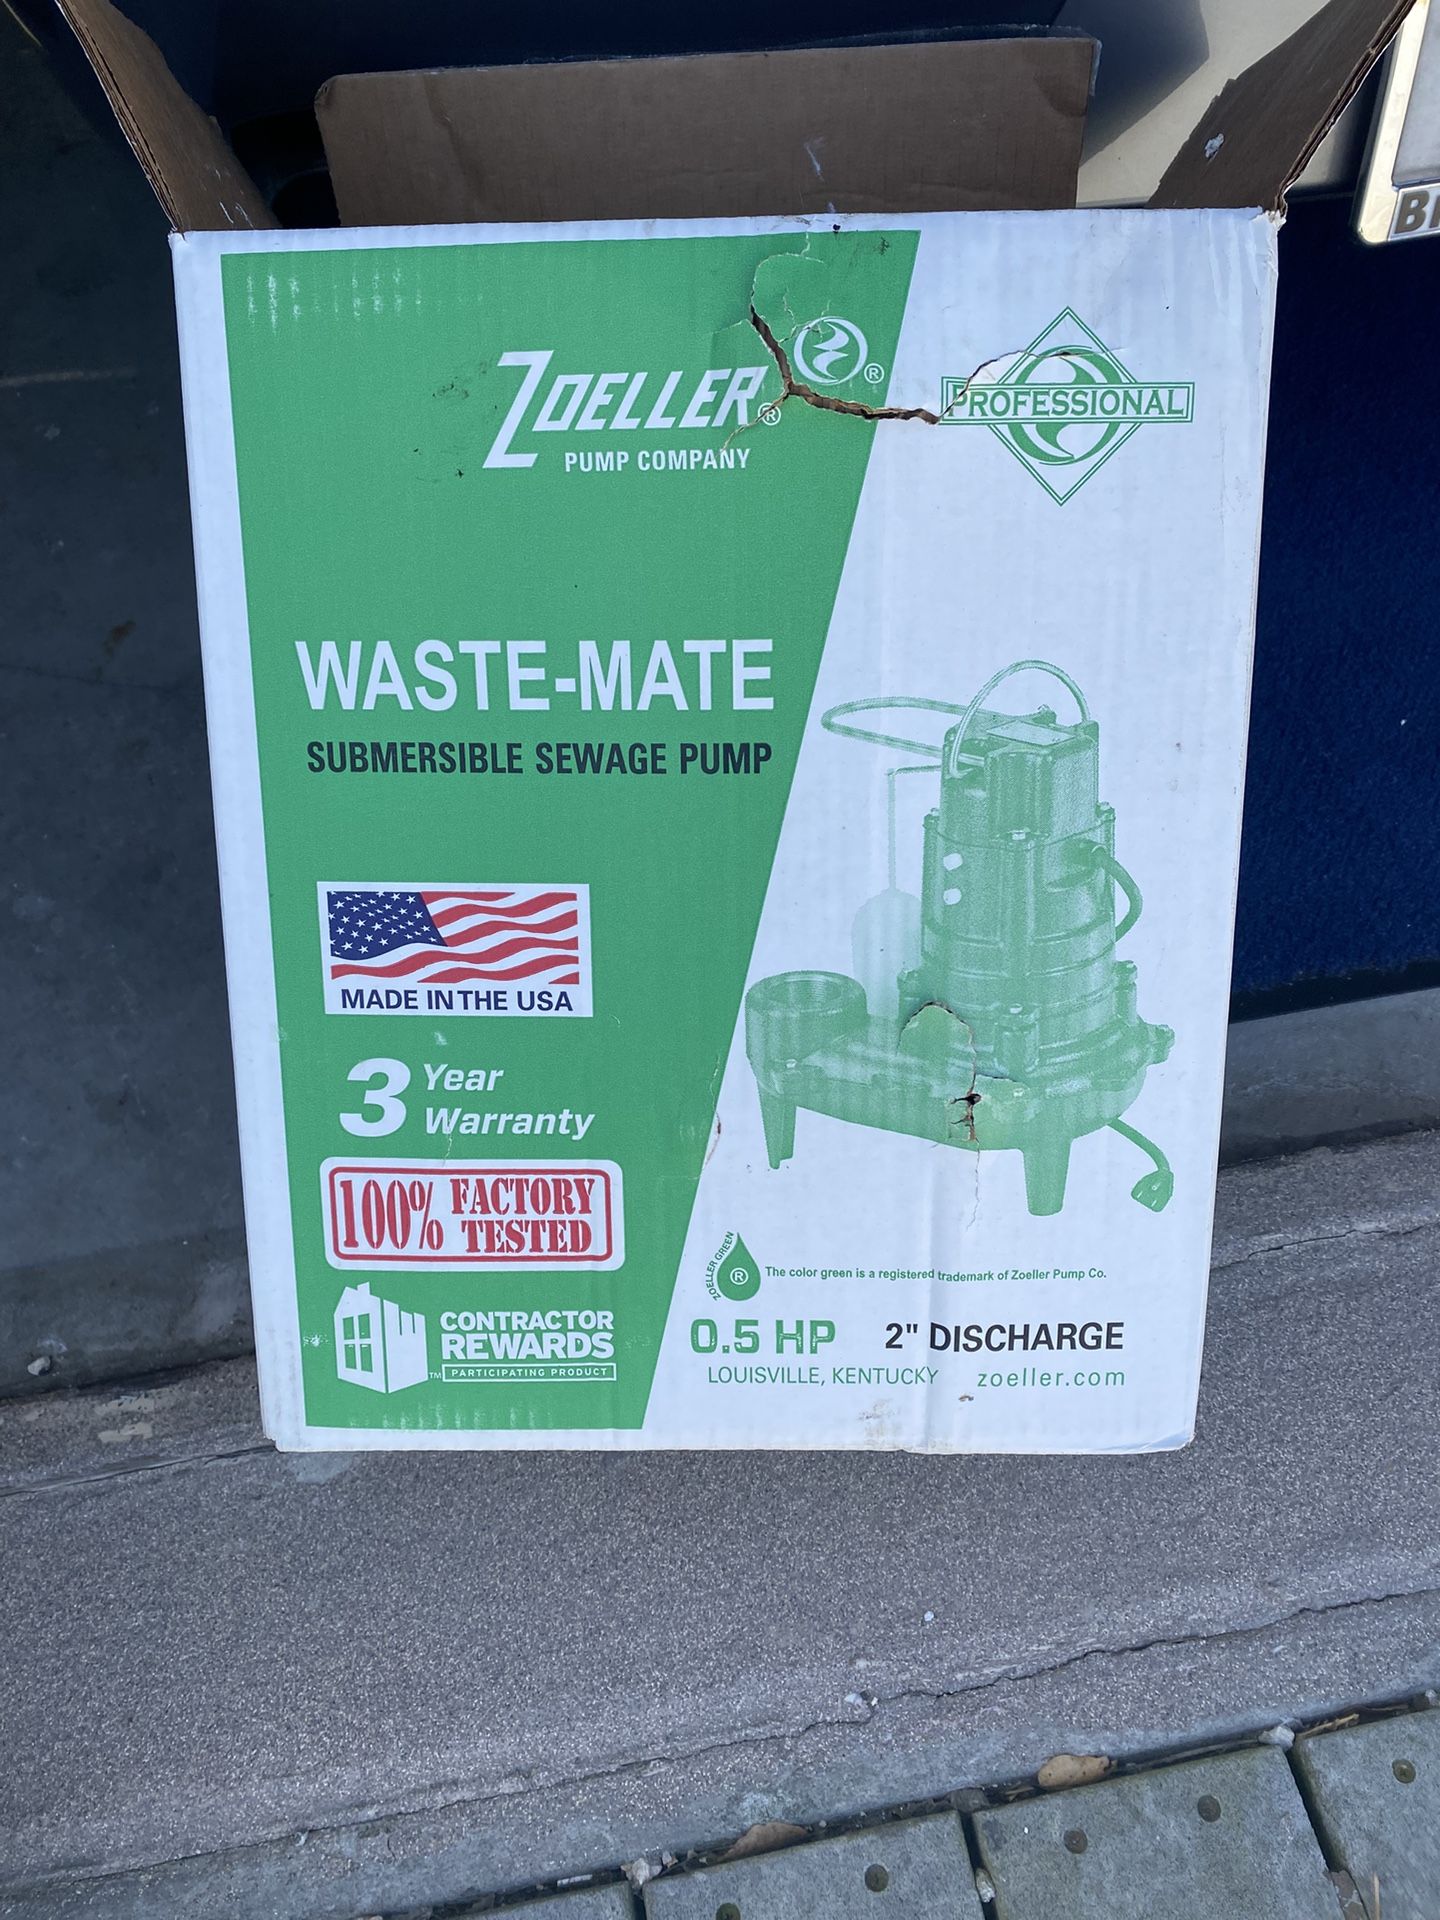 ZOELLER®
®
PUMP COMPANY
PROFESSIONAL
WASTE-MATE
SUBMERSIBLE SEWAGE PUMP
MADE IN THE USA
3 Year
Warranty
100% FACTORY
TESTED
CONTRACTOR
REWARDS
TM PARTICIPATING PRODUCT
ZOELLER GREEN
®
The color green is a registered trademark of Zoeller Pump Co.
0.5 HP 2" DISCHARGE
LOUISVILLE, KENTUCKY zoeller.com